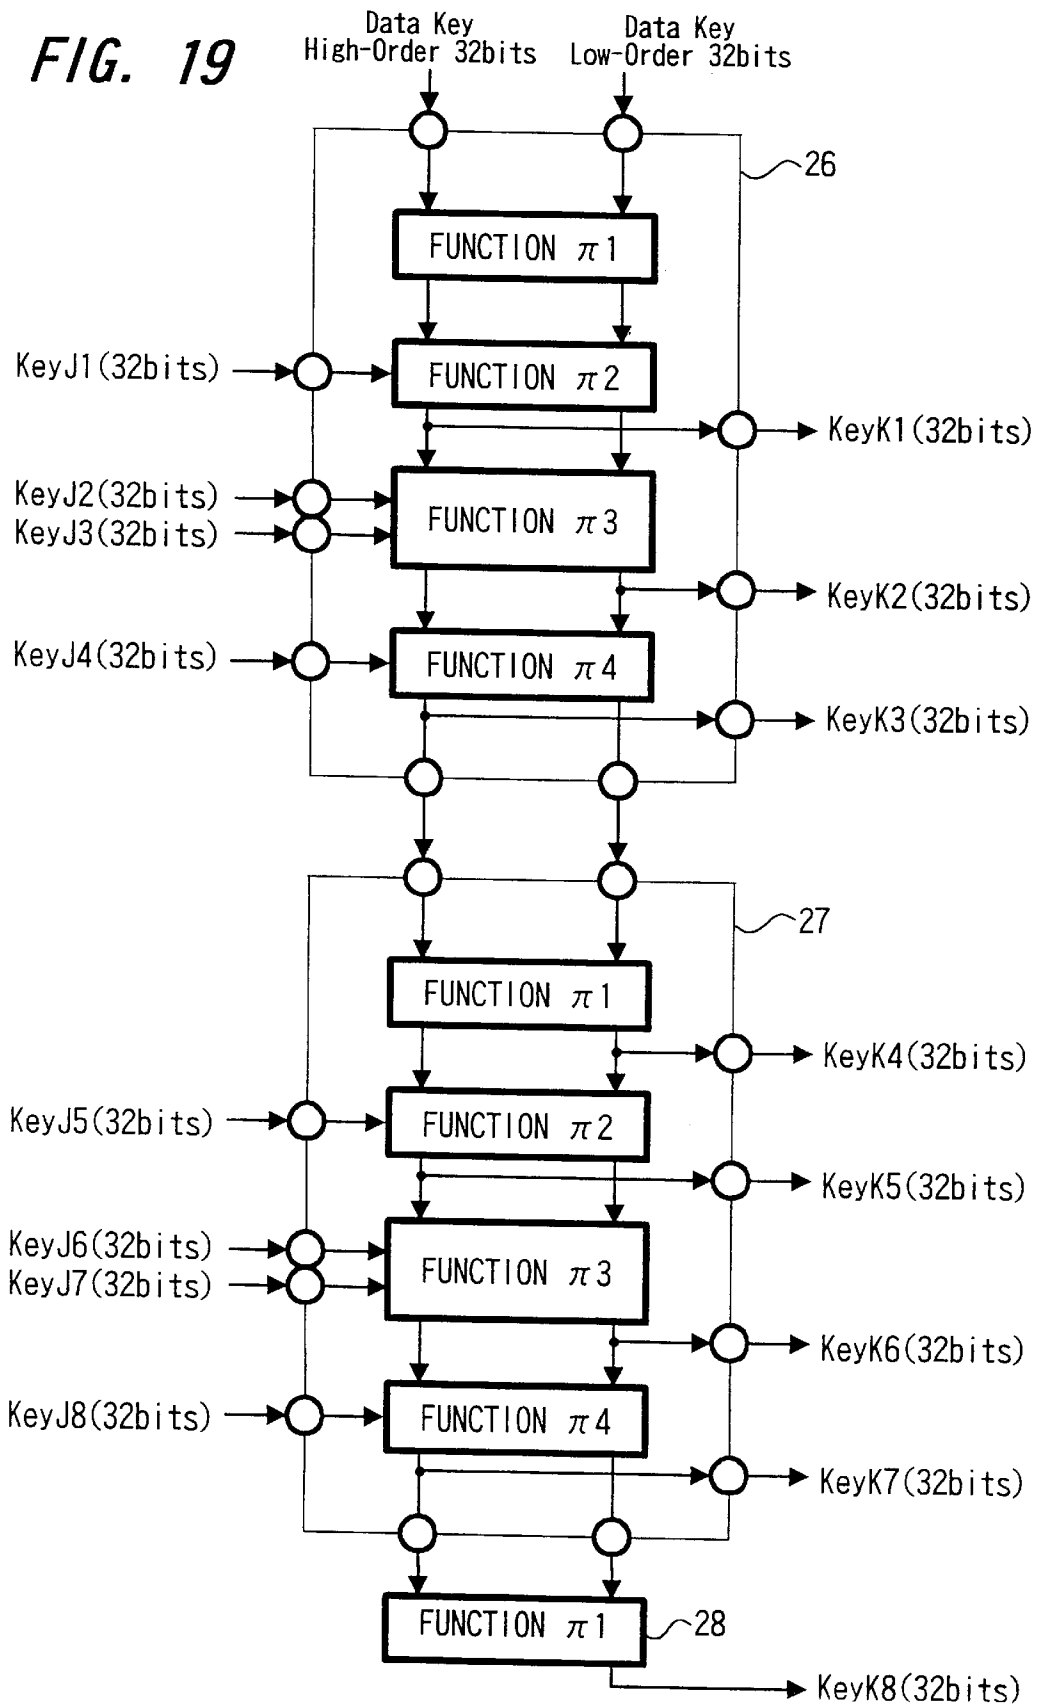 FIG. 19
Data Key
High-Order 32bits
Data Key
Low-Order 32bits
26
FUNCTION π1
KeyJ1(32bits)
FUNCTION π2
KeyK1(32bits)
KeyJ2(32bits)
KeyJ3(32bits)
FUNCTION π3
KeyK2(32bits)
KeyJ4(32bits)
FUNCTION π4
KeyK3(32bits)
27
FUNCTION π1
KeyK4(32bits)
KeyJ5(32bits)
FUNCTION π2
KeyK5(32bits)
KeyJ6(32bits)
KeyJ7(32bits)
FUNCTION π3
KeyK6(32bits)
KeyJ8(32bits)
FUNCTION π4
KeyK7(32bits)
FUNCTION π1
28
KeyK8(32bits)